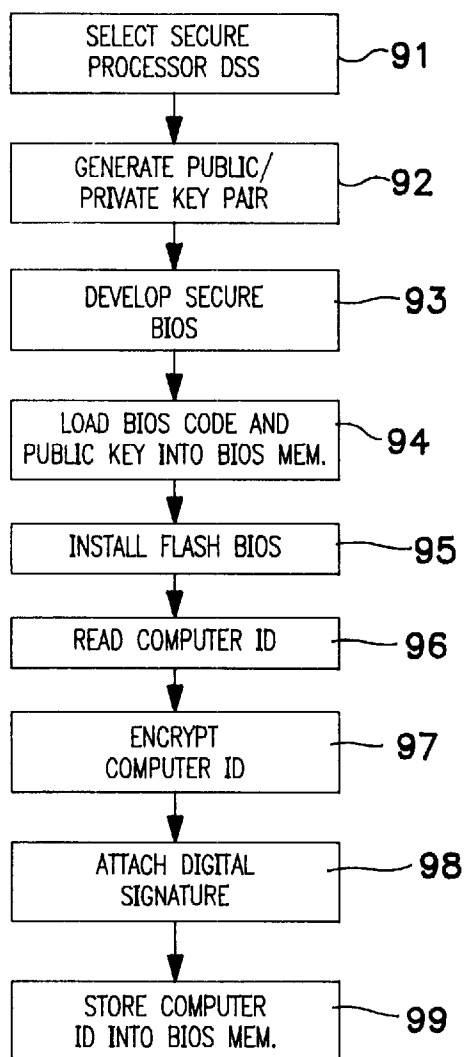 SELECT SECURE
PROCESSOR DSS
91
GENERATE PUBLIC/
PRIVATE KEY PAIR
92
DEVELOP SECURE
BIOS
93
LOAD BIOS CODE AND
PUBLIC KEY INTO BIOS MEM.
94
INSTALL FLASH BIOS
95
READ COMPUTER ID
96
ENCRYPT
COMPUTER ID
97
ATTACH DIGITAL
SIGNATURE
98
STORE COMPUTER
ID INTO BIOS MEM.
99